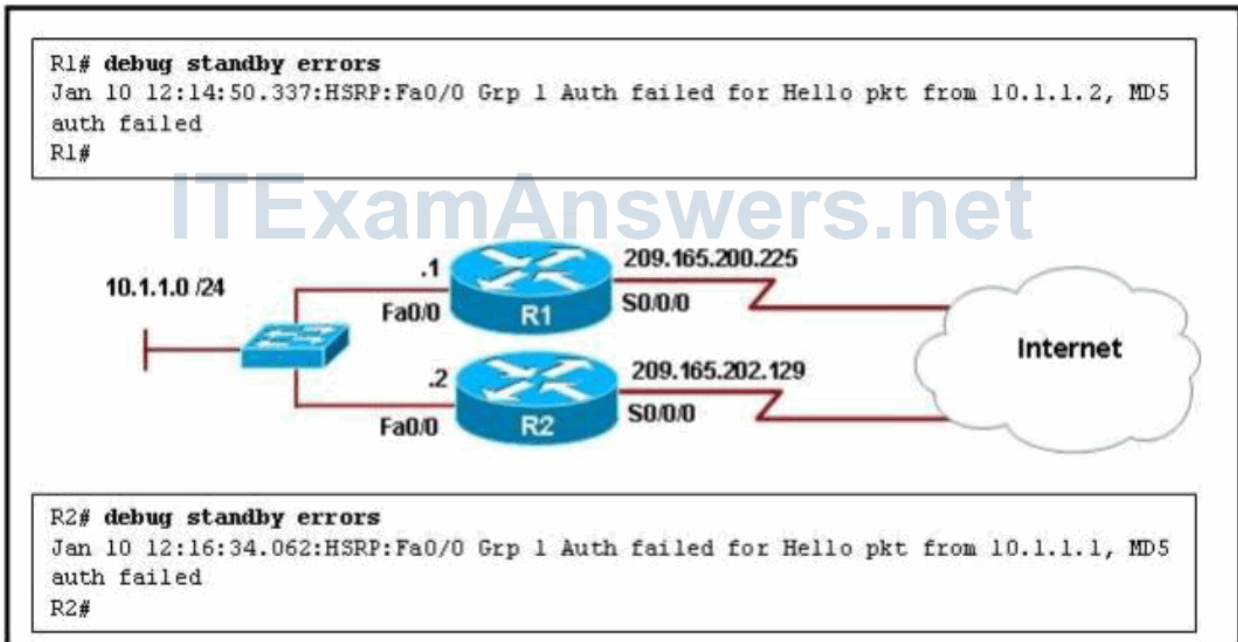 R1# debug standby errors
Jan 10 12:14:50.337:HSRP:Fa0/0 Grp 1 Auth failed for Hello pkt from 10.1.1.2, MD5
auth failed
R1#
ITExamAnswers.net
10.1.1.0 /24
.1
Fa0/0
R1
209.165.200.225
S0/0/0
Internet
.2
Fa0/0
R2
209.165.202.129
S0/0/0
R2# debug standby errors
Jan 10 12:16:34.062:HSRP:Fa0/0 Grp 1 Auth failed for Hello pkt from 10.1.1.1, MD5
auth failed
R2#